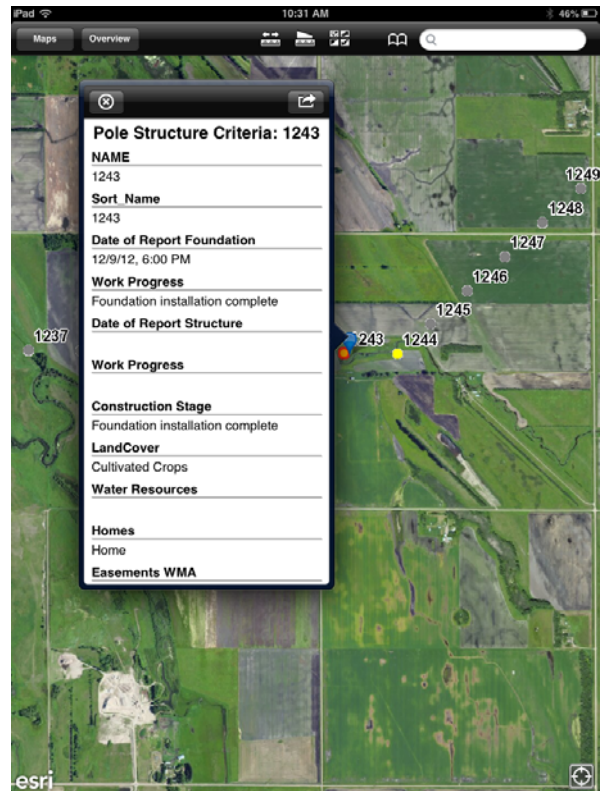 iPad
10:31 AM
46%
Maps
Overview
Pole Structure Criteria: 1243
NAME
1243
Sort_Name
1243
Date of Report Foundation
12/9/12, 6:00 PM
Work Progress
Foundation installation complete
Date of Report Structure
Work Progress
Construction Stage
Foundation installation complete
LandCover
Cultivated Crops
Water Resources
Homes
Home
Easements WMA
1249
1248
1247
1246
1245
1237
243
1244
esri